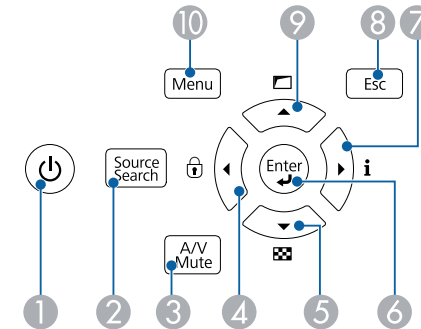 10 9 8 7
Menu
Esc
Source
Search
Enter
i
A/V
Mute
1 2 3 4 5 6